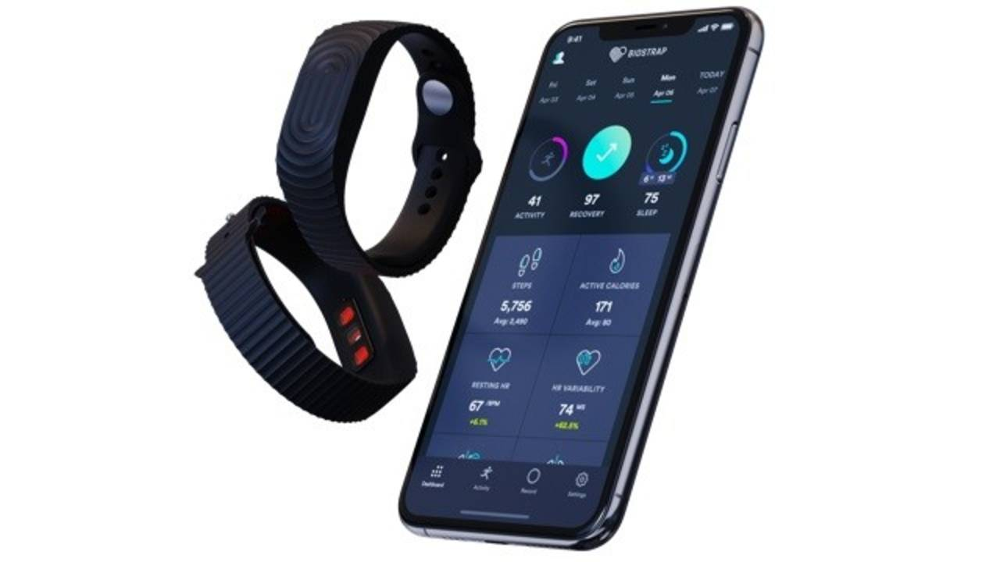 9:41
BIOSTRAP
Fri Sat Sun Mon TODAY
Apr 03 Apr 04 Apr 05 Apr 06 Apr 07
6 H 13 M
41 97 75
ACTIVITY RECOVERY SLEEP
STEPS ACTIVE CALORIES
5,756 171
Avg: 2,490 Avg: 80
RESTING HR HR VARIABILITY
67 /BPM 74 MS
+6.1% +62.5%
Dashboard Activity Record Settings